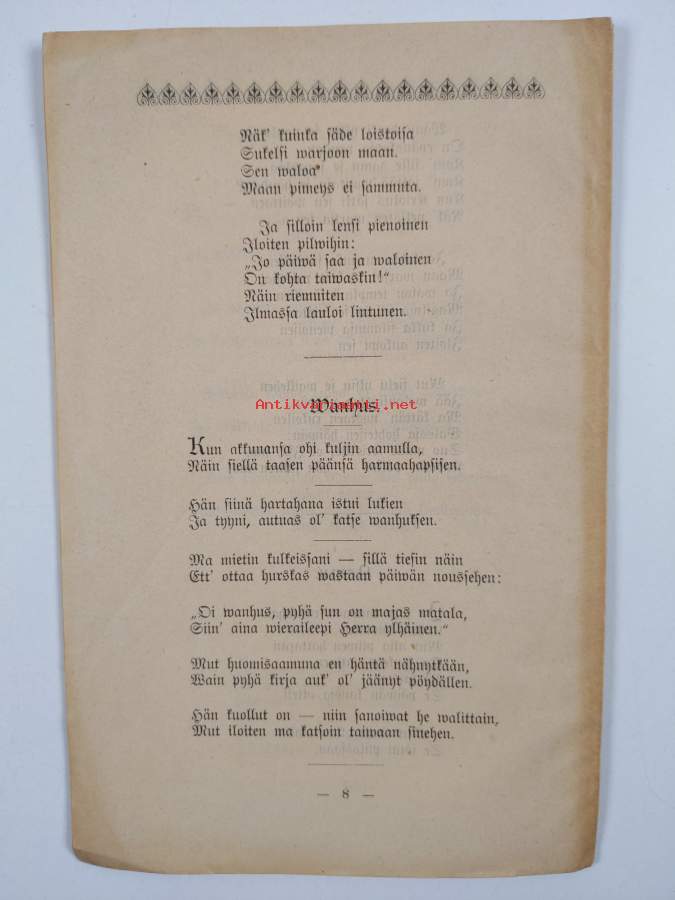 Näk' kuinka säde loistoisa
Sukelsi warjoon maan.
Sen waloa
Maan pimeys ei sammuta.
Ja silloin lensi pienoinen
Iloiten pilwihin:
„Jo päiwä saa ja waloinen
On kohta taiwaskin!“
Näin riemuiten
Ilmassa lauloi lintunen.
Antikvariaatti.net
Wanhus.
Kun akkunansa ohi kuljin aamulla,
Näin siellä taasen päänsä harmaahapsisen.
Hän siinä hartahana istui lukien
Ja tyyni, autuas ol' katse wanhuksen.
Ma mietin kulkeissani — sillä tiesin näin
Ett' ottaa hurskas wastaan päiwän noussehen:
„Oi wanhus, pyhä sun on majas matala,
Siin' aina wieraileepi Herra ylhäinen.“
Mut huomisaamuna en häntä nähnytkään,
Wain pyhä kirja auk' ol' jäänyt pöydällen.
Hän kuollut on — niin sanoiwat he walittain,
Mut iloiten ma katsoin taiwaan sinehen.
— 8 —